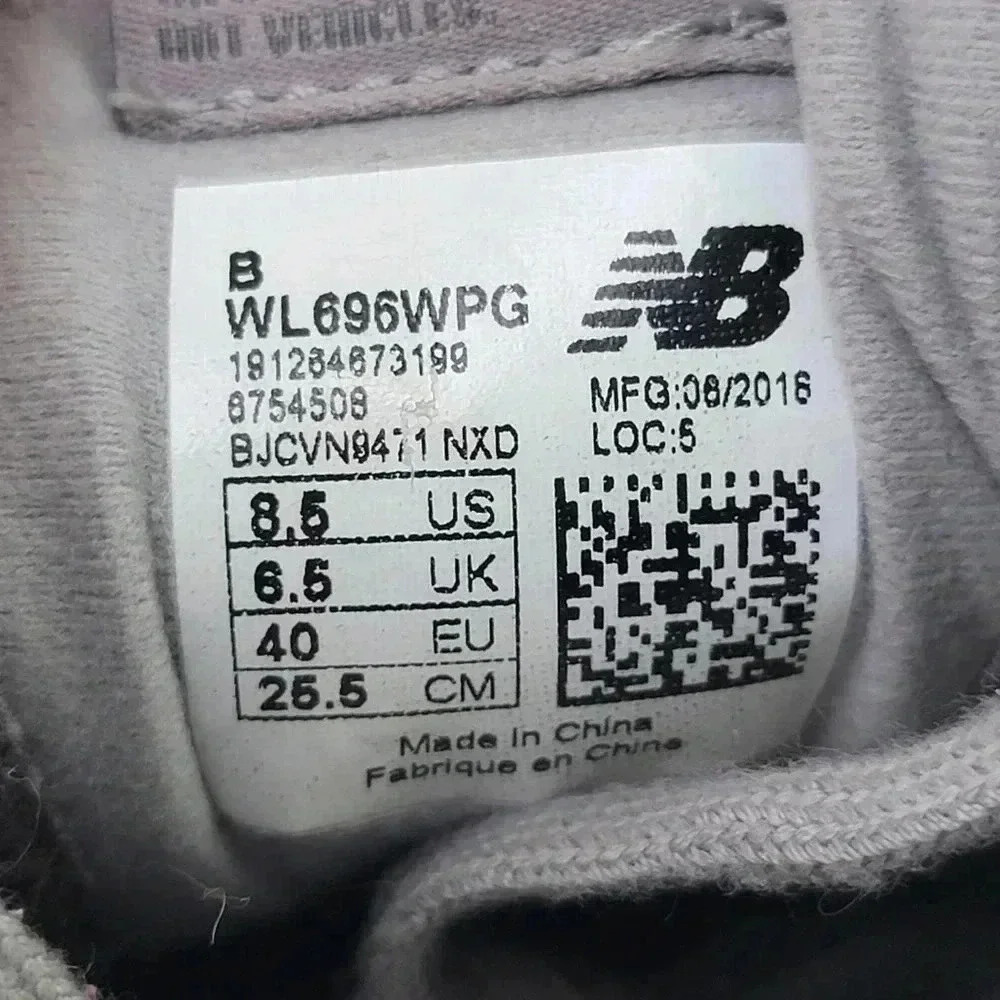 B
WL696WPG
NB
191264673199
6754508
MFG:08/2016
BJCVN9471 NXD
LOC:5
8.5 US
6.5 UK
40 EU
25.5 CM
Made in China
Fabrique en Chine